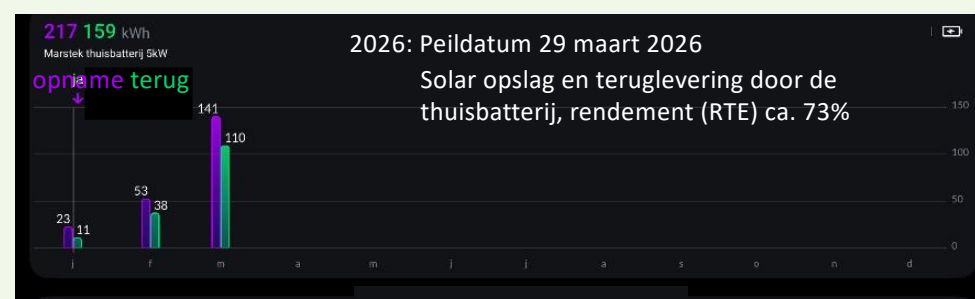 217 159 kWh
Marstek thuisbatterij 5kW
2026: Peildatum 29 maart 2026
opname terug
Solar opslag en teruglevering door de
thuisbatterij, rendement (RTE) ca. 73%
150
141
110
100
53
38
50
23
11
0
j f m a m j j a s o n d